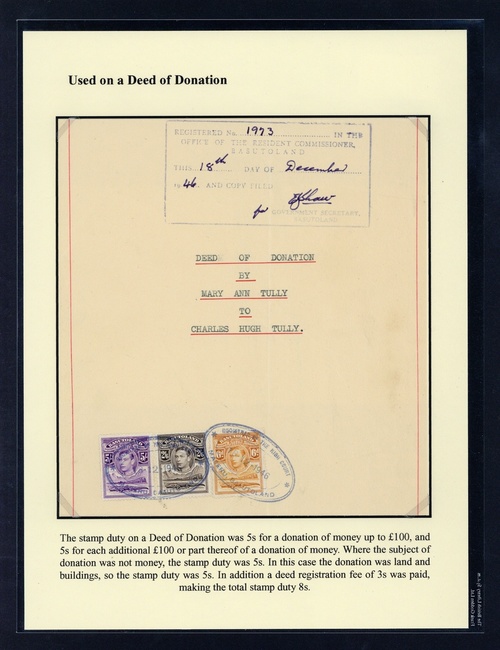 Used on a Deed of Donation
REGISTERED No. 1973 IN THE
OFFICE OF THE RESIDENT COMMISSIONER,
BASUTOLAND
THIS 18th DAY OF December
1946. AND COPY FILED
for GOVERNMENT SECRETARY,
BASUTOLAND
DEED OF DONATION
BY
MARY ANN TULLY
TO
CHARLES HUGH TULLY.
The stamp duty on a Deed of Donation was 5s for a donation of money up to £100, and
5s for each additional £100 or part thereof of a donation of money. Where the subject of
donation was not money, the stamp duty was 5s. In this case the donation was land and
buildings, so the stamp duty was 5s. In addition a deed registration fee of 3s was paid,
making the total stamp duty 8s.